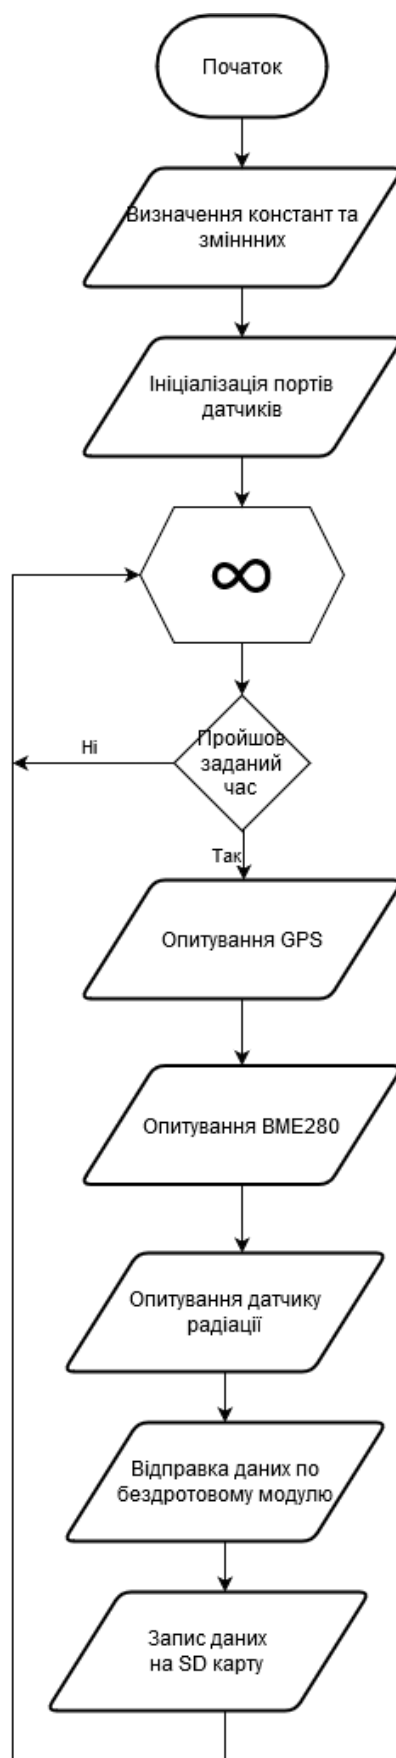 Початок
Визначення констант та
зміннних
Ініціалізація портів
датчиків
∞
Пройшов
заданий
час
Ні
Так
Опитування GPS
Опитування BME280
Опитування датчику
радіації
Відправка даних по
бездротовому модулю
Запис даних
на SD карту